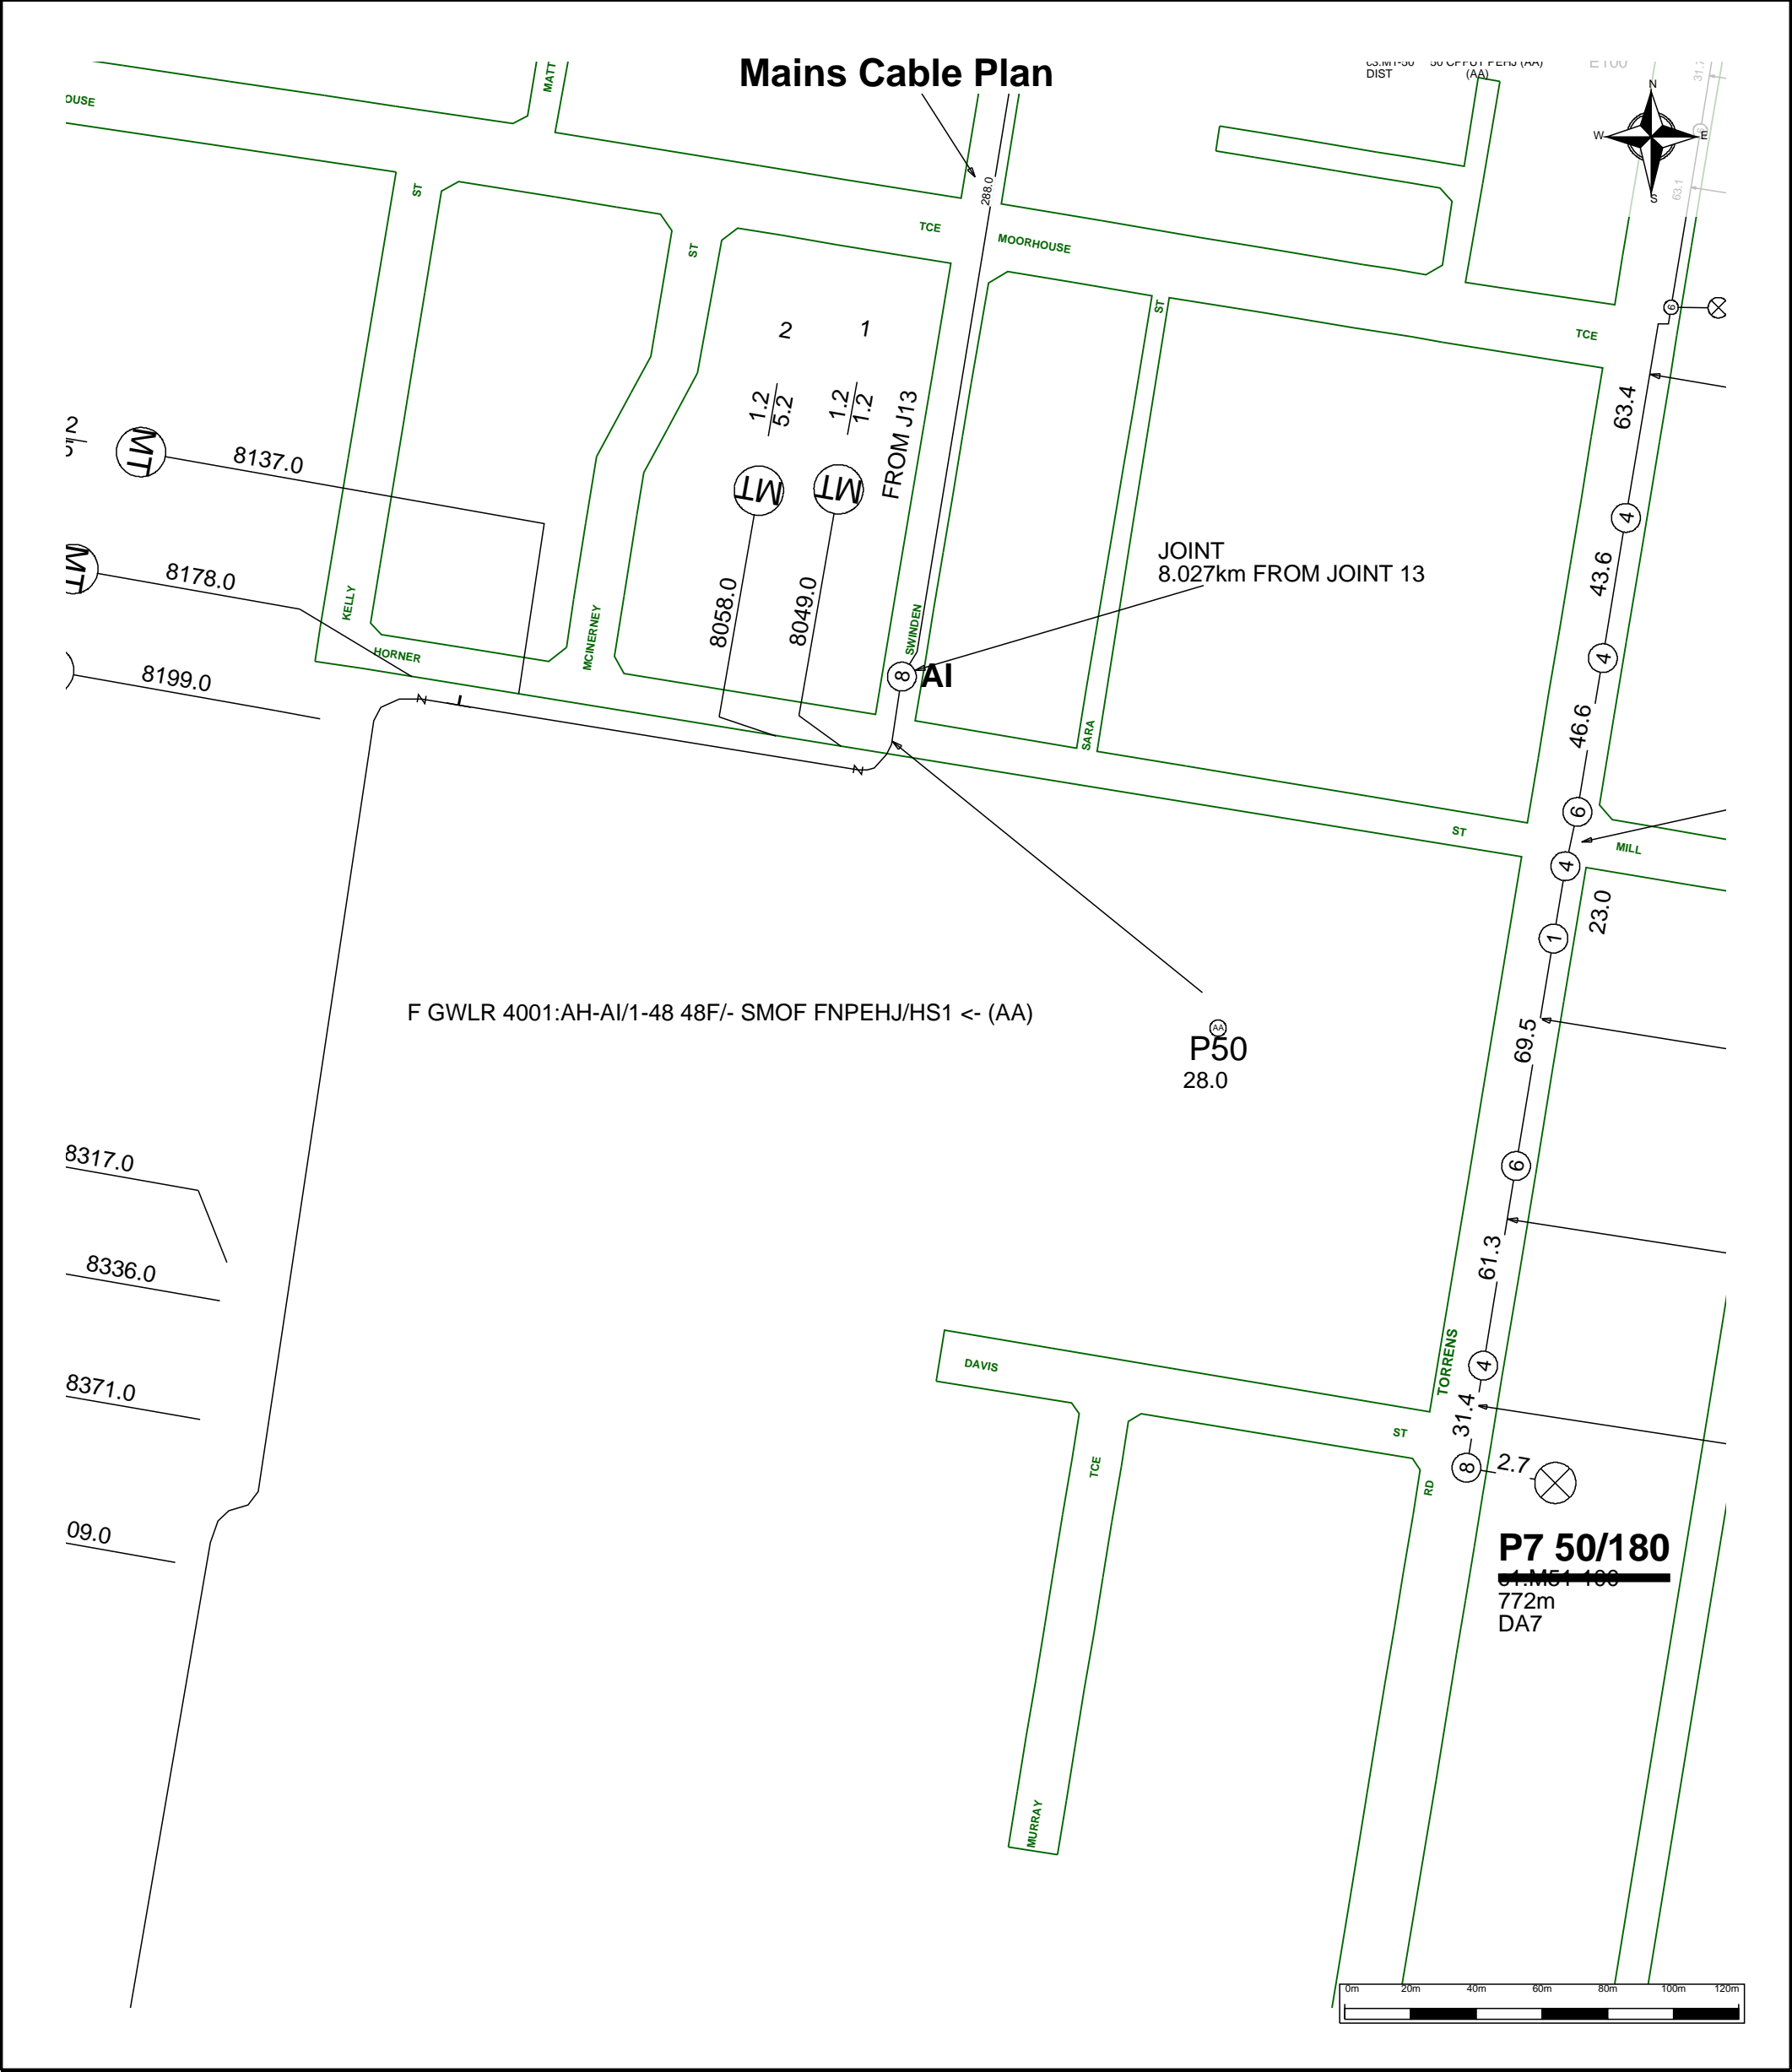 Mains Cable Plan
DIST
(AA)
E100
N
W
E
S
MATT
ST
ST
TCE
MOORHOUSE
288.0
63.1
ST
TCE
6
2
1
1.2
5.2
1.2
1.2
FROM J13
63.4
MT
8137.0
MT
MT
4
43.6
JOINT
8.027km FROM JOINT 13
MT
8178.0
KELLY
HORNER
MCINERNEY
8058.0
8049.0
SWINDEN
8
AI
4
8199.0
N
N
SARA
46.6
6
ST
MILL
4
23.0
1
F GWLR 4001:AH-AI/1-48 48F/- SMOF FNPEHJ/HS1 <- (AA)
AA
P50
28.0
69.5
8317.0
6
8336.0
61.3
DAVIS
TORRENS
4
8371.0
31.4
ST
TCE
8
2.7
RD
09.0
P7 50/180
772m
DA7
MURRAY
0m 20m 40m 60m 80m 100m 120m